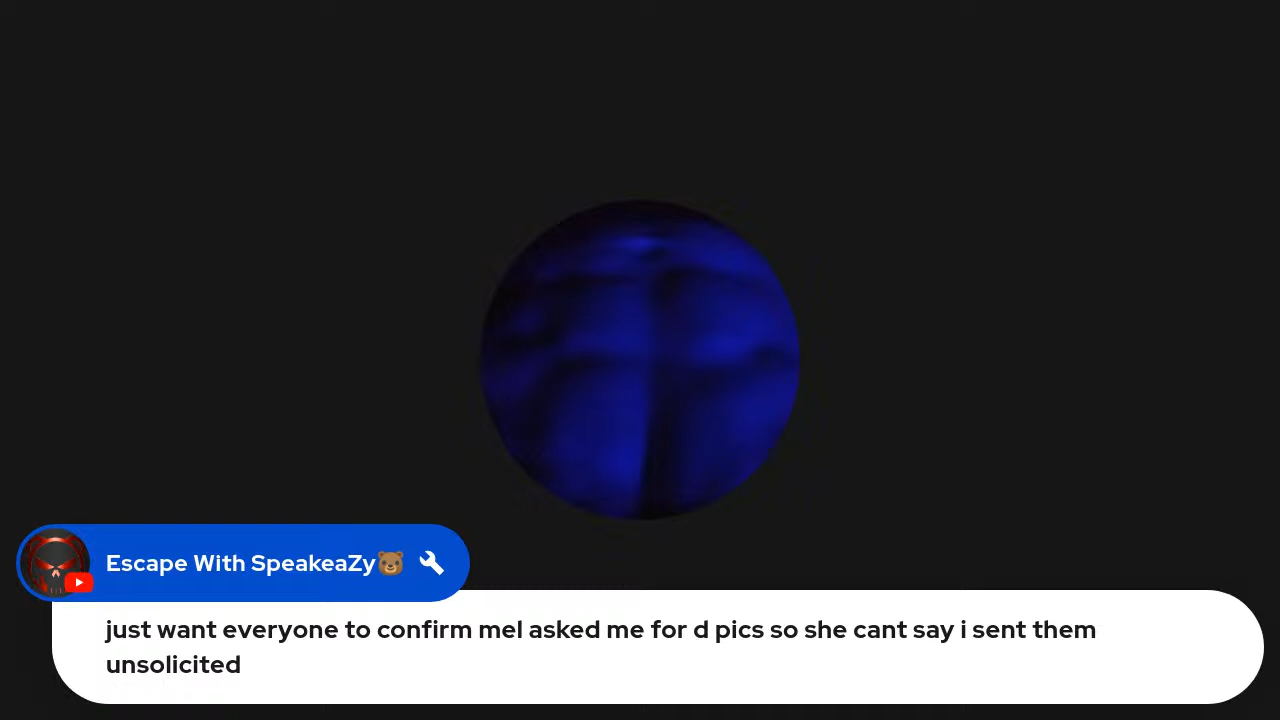 Escape With SpeakeaZy🐻
just want everyone to confirm mel asked me for d pics so she cant say i sent them
unsolicited